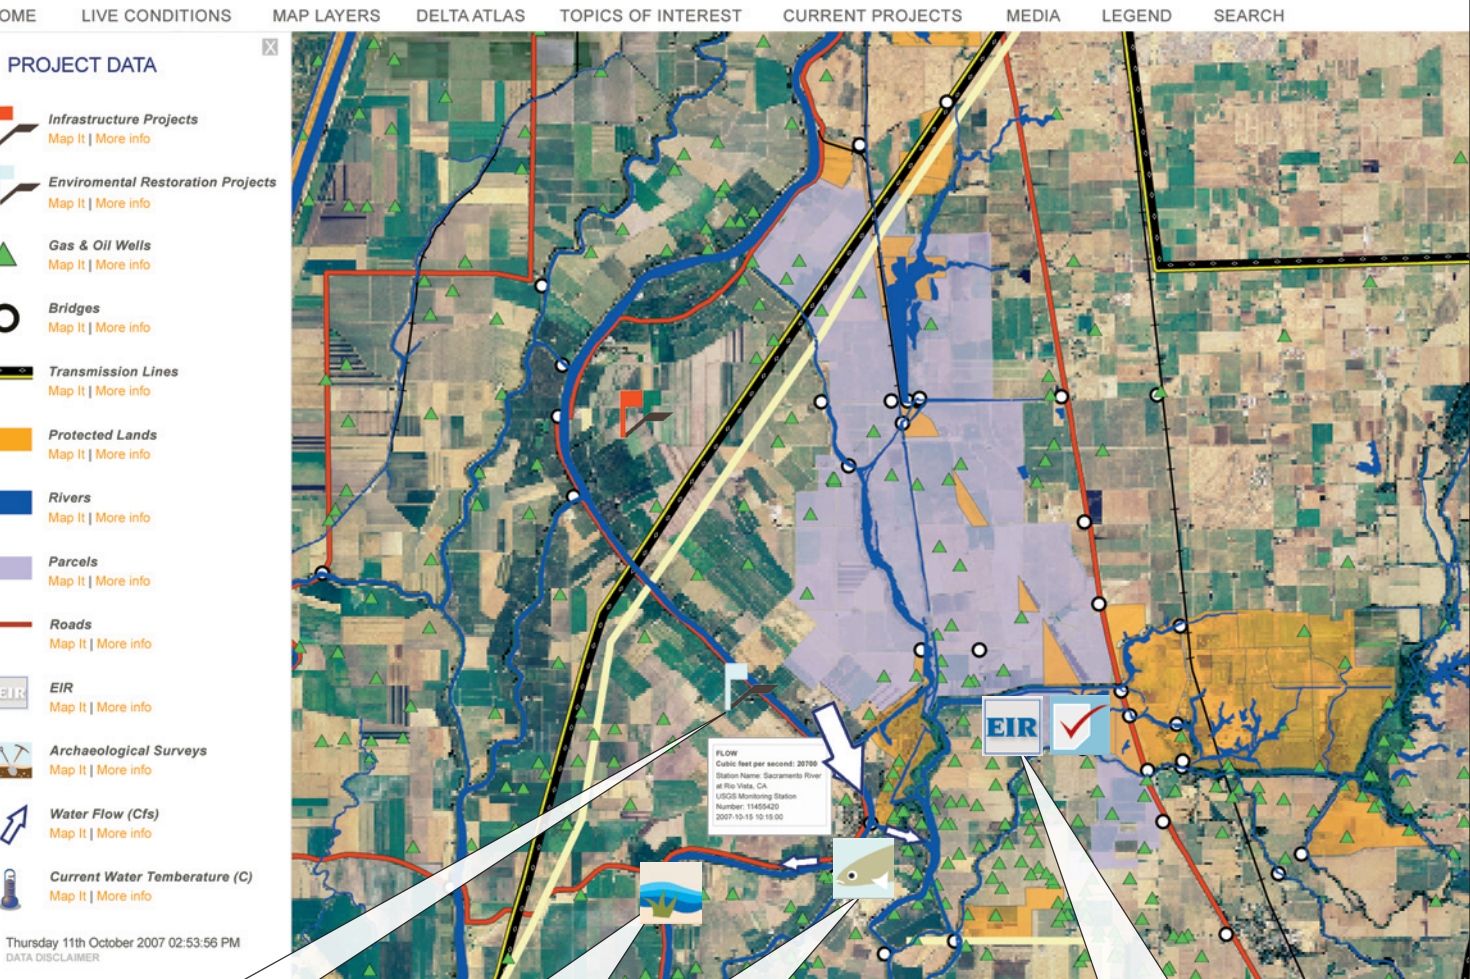 OME LIVE CONDITIONS MAP LAYERS DELTA ATLAS TOPICS OF INTEREST CURRENT PROJECTS MEDIA LEGEND SEARCH
X
PROJECT DATA
Infrastructure Projects
Map It | More info
Enviromental Restoration Projects
Map It | More info
Gas & Oil Wells
Map It | More info
Bridges
Map It | More info
Transmission Lines
Map It | More info
Protected Lands
Map It | More info
Rivers
Map It | More info
Parcels
Map It | More info
Roads
Map It | More info
EIR
EIR
Map It | More info
Archaeological Surveys
Map It | More info
Water Flow (Cfs)
Map It | More info
Current Water Temberature (C)
Map It | More info
Thursday 11th October 2007 02:53:56 PM
DATA DISCLAIMER
EIR
FLOW
Cubic feet per second: 20700
Station Name: Sacramento River
at Rio Vista, CA
USGS Monitoring Station
Number: 11455420
2007-10-15 10:15:00